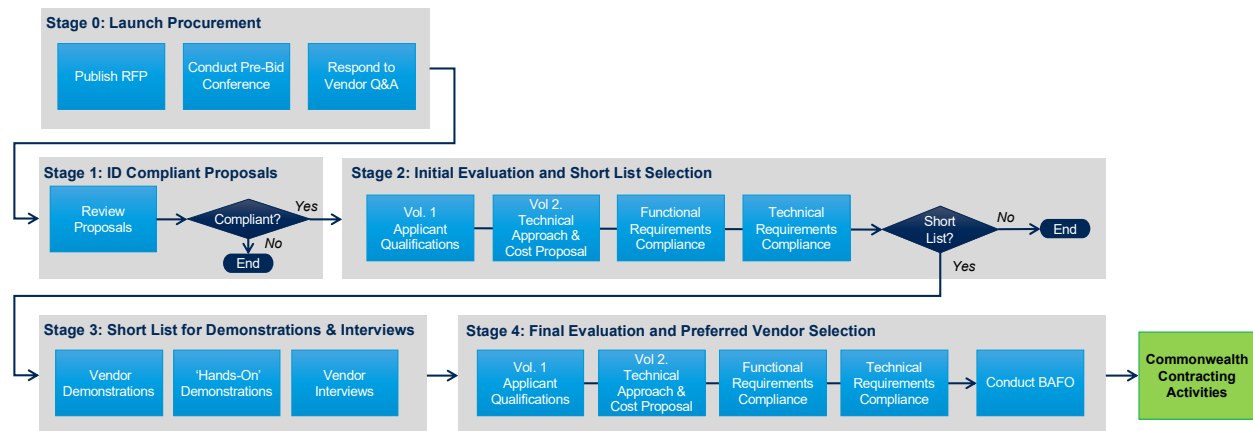 Stage 0: Launch Procurement
Publish RFP
Conduct Pre-Bid
Conference
Respond to
Vendor Q&A
Stage 1: ID Compliant Proposals
Review
Proposals
Compliant?
Yes
No
End
Stage 2: Initial Evaluation and Short List Selection
Vol. 1
Applicant
Qualifications
Vol 2.
Technical
Approach &
Cost Proposal
Functional
Requirements
Compliance
Technical
Requirements
Compliance
Short
List?
No
End
Yes
Stage 3: Short List for Demonstrations & Interviews
Vendor
Demonstrations
‘Hands-On’
Demonstrations
Vendor
Interviews
Stage 4: Final Evaluation and Preferred Vendor Selection
Vol. 1
Applicant
Qualifications
Vol 2.
Technical
Approach &
Cost Proposal
Functional
Requirements
Compliance
Technical
Requirements
Compliance
Conduct BAFO
Commonwealth
Contracting
Activities